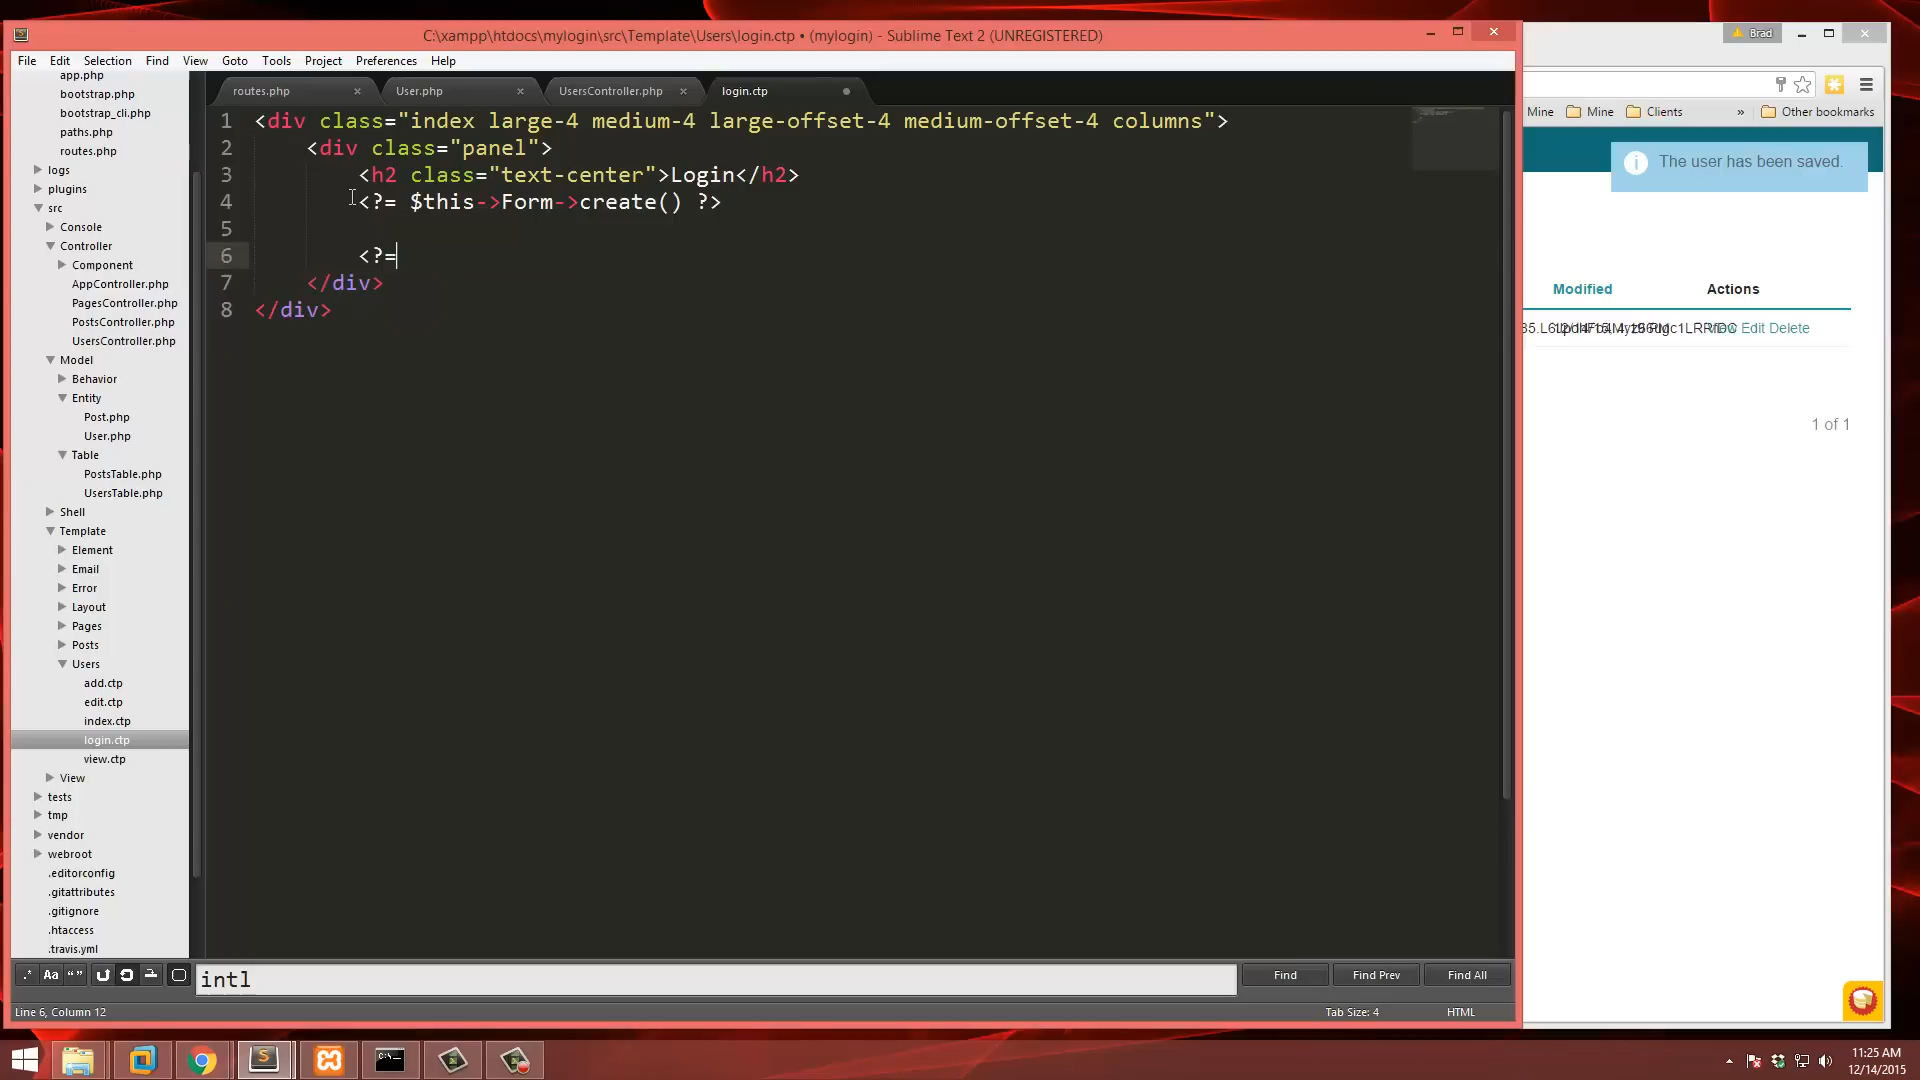 C:\xampp\htdocs\mylogin\src\Template\Users\login.ctp • (mylogin) - Sublime Text 2 (UNREGISTERED)
Brad
File Edit Selection Find View Goto Tools Project Preferences Help
app.php
bootstrap.php
bootstrap_cli.php
paths.php
routes.php
logs
plugins
src
Console
Controller
Component
AppController.php
PagesController.php
PostsController.php
UsersController.php
Model
Behavior
Entity
Post.php
User.php
Table
PostsTable.php
UsersTable.php
Shell
Template
Element
Email
Error
Layout
Pages
Posts
Users
add.ctp
edit.ctp
index.ctp
login.ctp
view.ctp
View
tests
tmp
vendor
webroot
.editorconfig
.gitattributes
.gitignore
.htaccess
.travis.yml
routes.php × User.php × UsersController.php × login.ctp
1 <div class="index large-4 medium-4 large-offset-4 medium-offset-4 columns">
2 <div class="panel">
3 <h2 class="text-center">Login</h2>
4 <?= $this->Form->create() ?>
5
6 <?=
7 </div>
8 </div>
Mine Mine Clients » Other bookmarks
The user has been saved.
Modified Actions
Edit Delete
1 of 1
.* Aa “ ” intl Find Find Prev Find All
Line 6, Column 12 Tab Size: 4 HTML
11:25 AM
12/14/2015